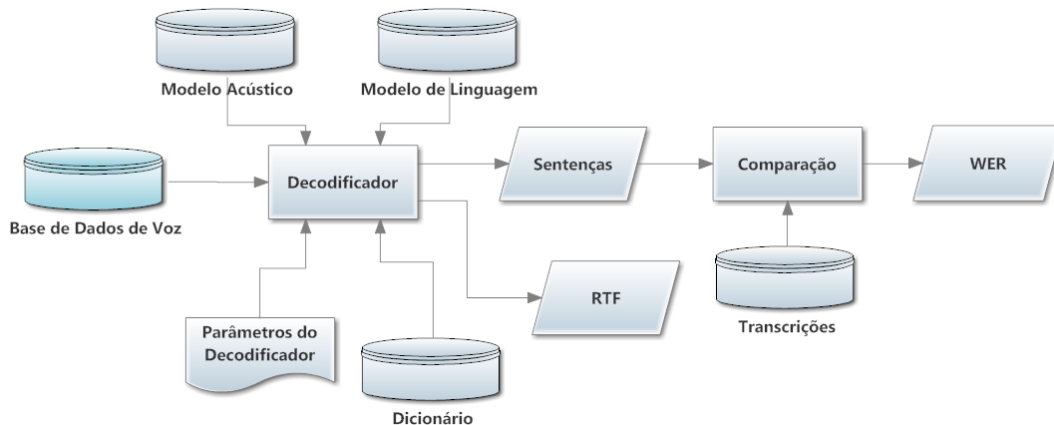 Modelo Acústico
Modelo de Linguagem
Base de Dados de Voz
Decodificador
Sentenças
Comparação
WER
RTF
Transcrições
Parâmetros do
Decodificador
Dicionário